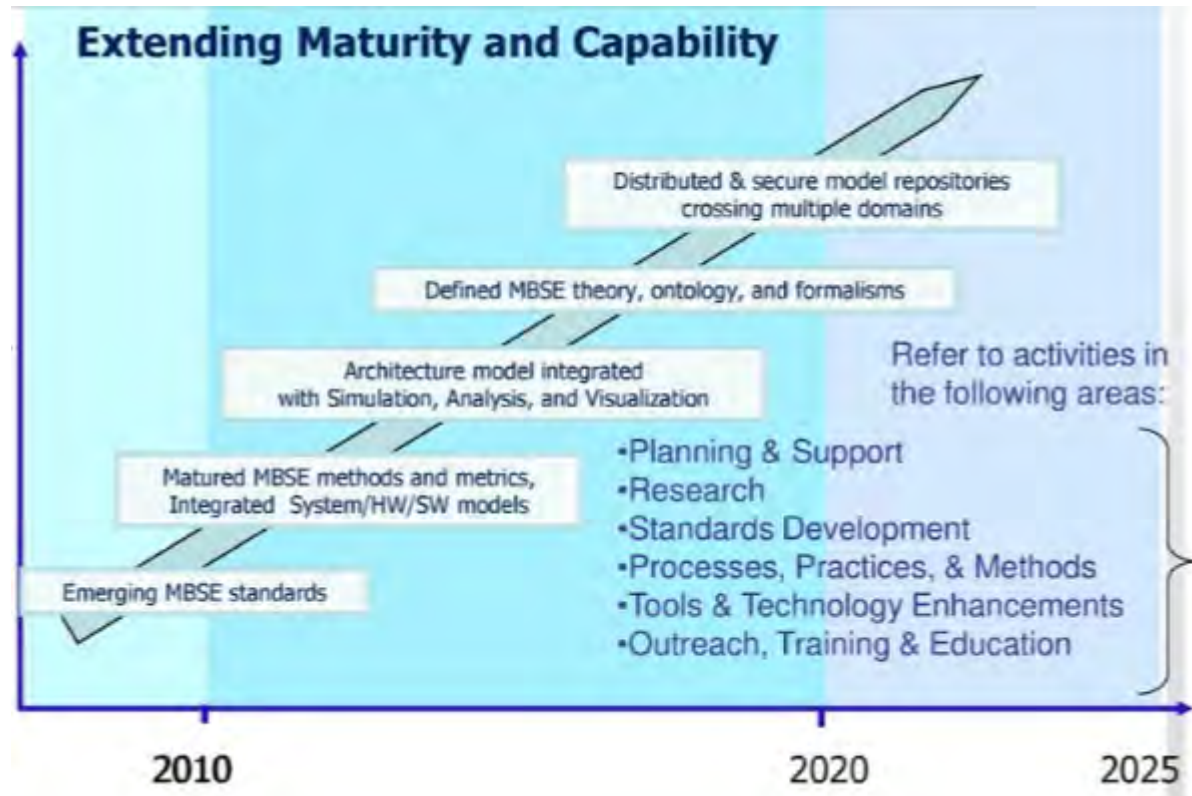 Extending Maturity and Capability
Distributed & secure model repositories
crossing multiple domains
Defined MBSE theory, ontology, and formalisms
Architecture model integrated
with Simulation, Analysis, and Visualization
Matured MBSE methods and metrics,
Integrated System/HW/SW models
Emerging MBSE standards
Refer to activities in
the following areas:
•Planning & Support
•Research
•Standards Development
•Processes, Practices, & Methods
•Tools & Technology Enhancements
•Outreach, Training & Education
2010
2020
2025